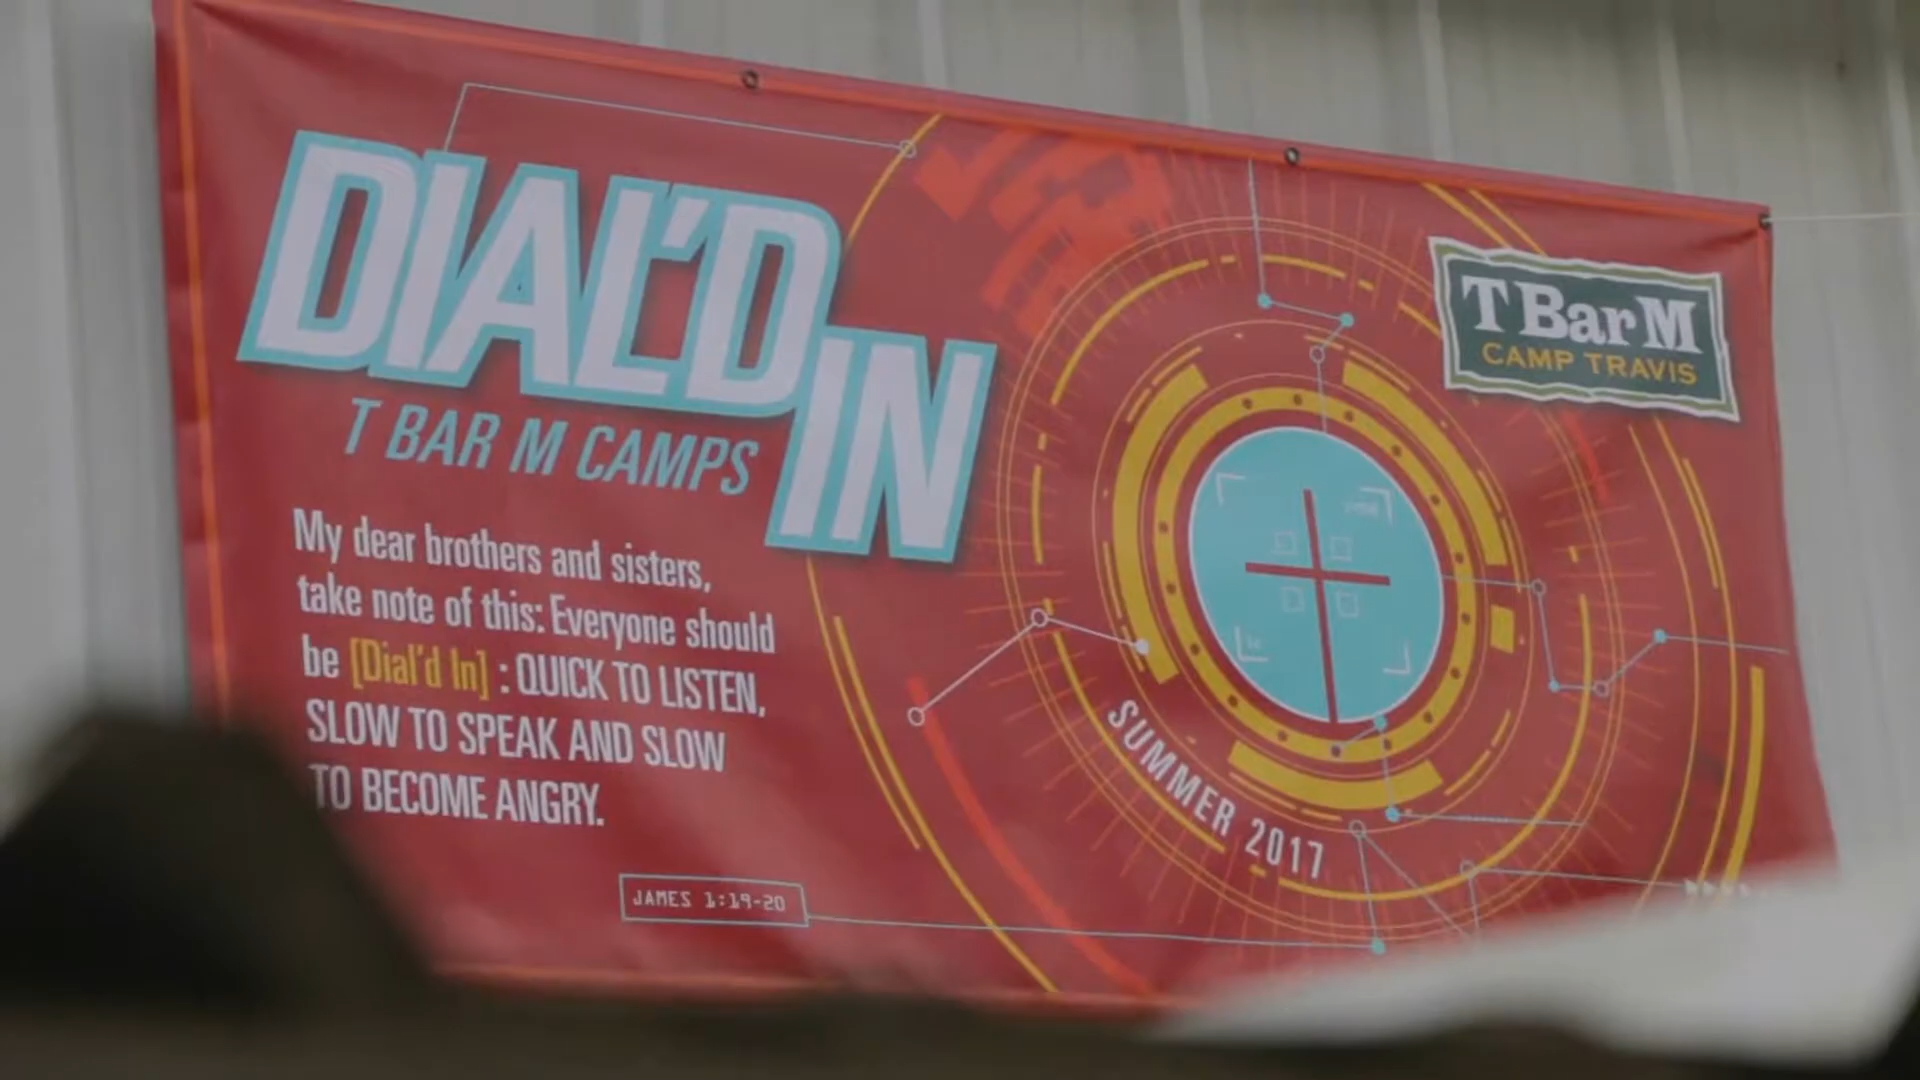 DIAL'D
IN
T BAR M CAMPS
My dear brothers and sisters,
take note of this: Everyone should
be [Dial'd In] : QUICK TO LISTEN,
SLOW TO SPEAK AND SLOW
TO BECOME ANGRY.
JAMES 1:19-20
T Bar M
CAMP TRAVIS
SUMMER 2017